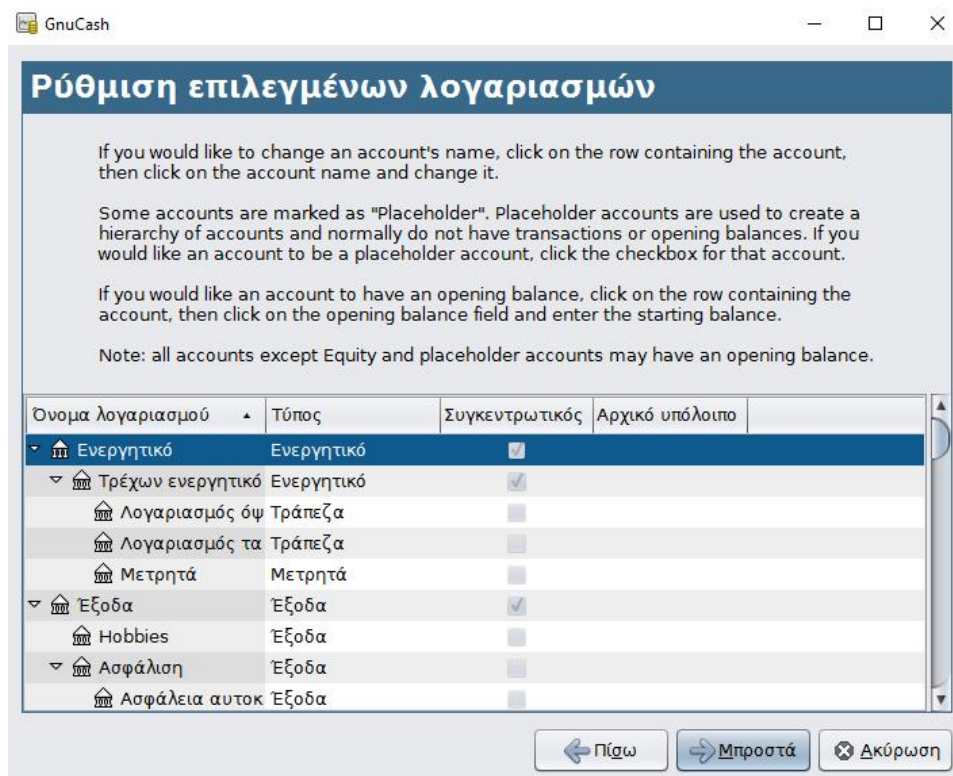 GnuCash
Ρύθμιση επιλεγμένων λογαριασμών
If you would like to change an account's name, click on the row containing the account,
then click on the account name and change it.
Some accounts are marked as "Placeholder". Placeholder accounts are used to create a
hierarchy of accounts and normally do not have transactions or opening balances. If you
would like an account to be a placeholder account, click the checkbox for that account.
If you would like an account to have an opening balance, click on the row containing the
account, then click on the opening balance field and enter the starting balance.
Note: all accounts except Equity and placeholder accounts may have an opening balance.
Όνομα λογαριασμού Τύπος Συγκεντρωτικός Αρχικό υπόλοιπο
Ενεργητικό Ενεργητικό
Τρέχων ενεργητικό Ενεργητικό
Λογαριασμός όψ Τράπεζα
Λογαριασμός τα Τράπεζα
Μετρητά Μετρητά
Έξοδα Έξοδα
Hobbies Έξοδα
Ασφάλιση Έξοδα
Ασφάλεια αυτοκ Έξοδα
Πίσω Μπροστά Ακύρωση